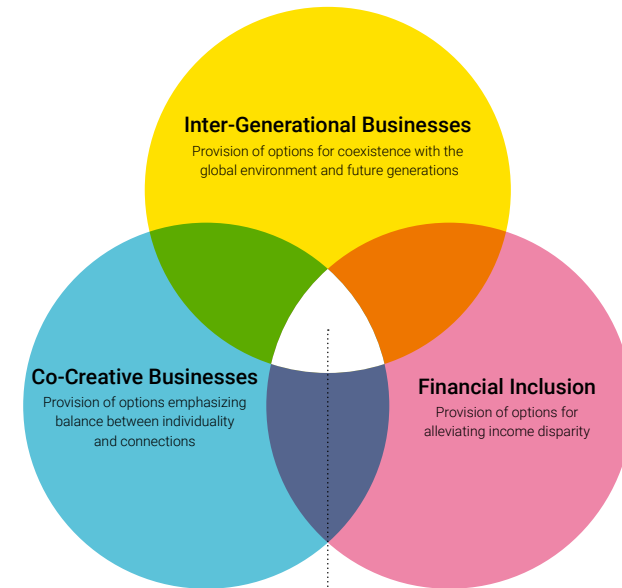 Inter-Generational Businesses
Provision of options for coexistence with the
global environment and future generations
Co-Creative Businesses
Provision of options emphasizing
balance between individuality
and connections
Financial Inclusion
Provision of options for
alleviating income disparity